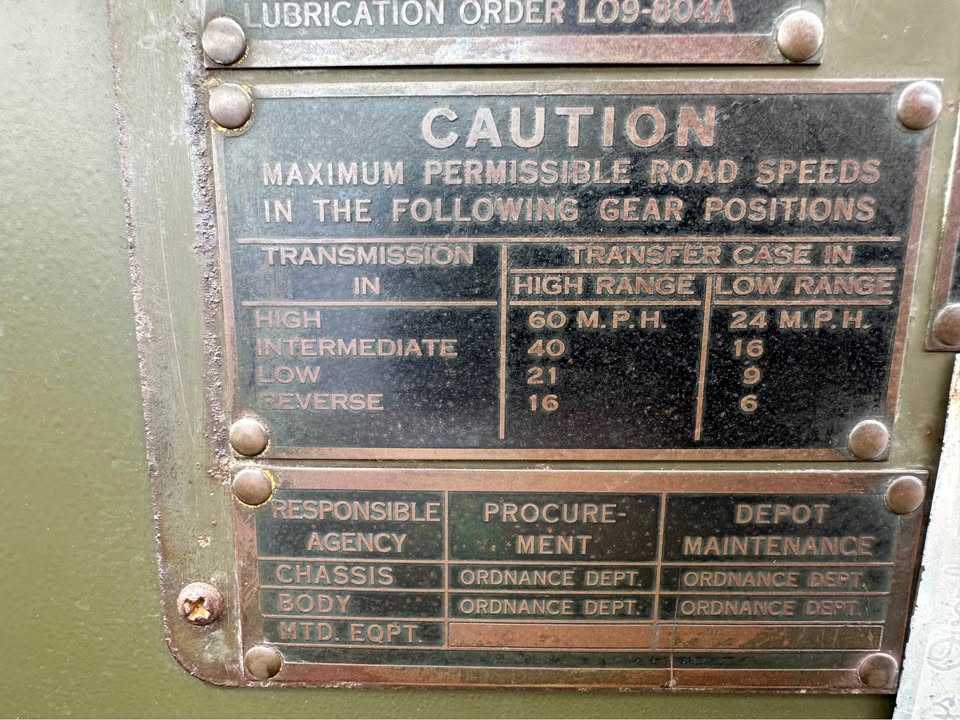 LUBRICATION ORDER LO9-804A
CAUTION
MAXIMUM PERMISSIBLE ROAD SPEEDS
IN THE FOLLOWING GEAR POSITIONS
TRANSMISSION IN
TRANSFER CASE IN
HIGH RANGE LOW RANGE
HIGH 60 M.P.H. 24 M.P.H.
INTERMEDIATE 40 16
LOW 21 9
REVERSE 16 6
RESPONSIBLE AGENCY PROCURE-MENT DEPOT MAINTENANCE
CHASSIS ORDNANCE DEPT. ORDNANCE DEPT.
BODY ORDNANCE DEPT. ORDNANCE DEPT.
MTD. EQPT.